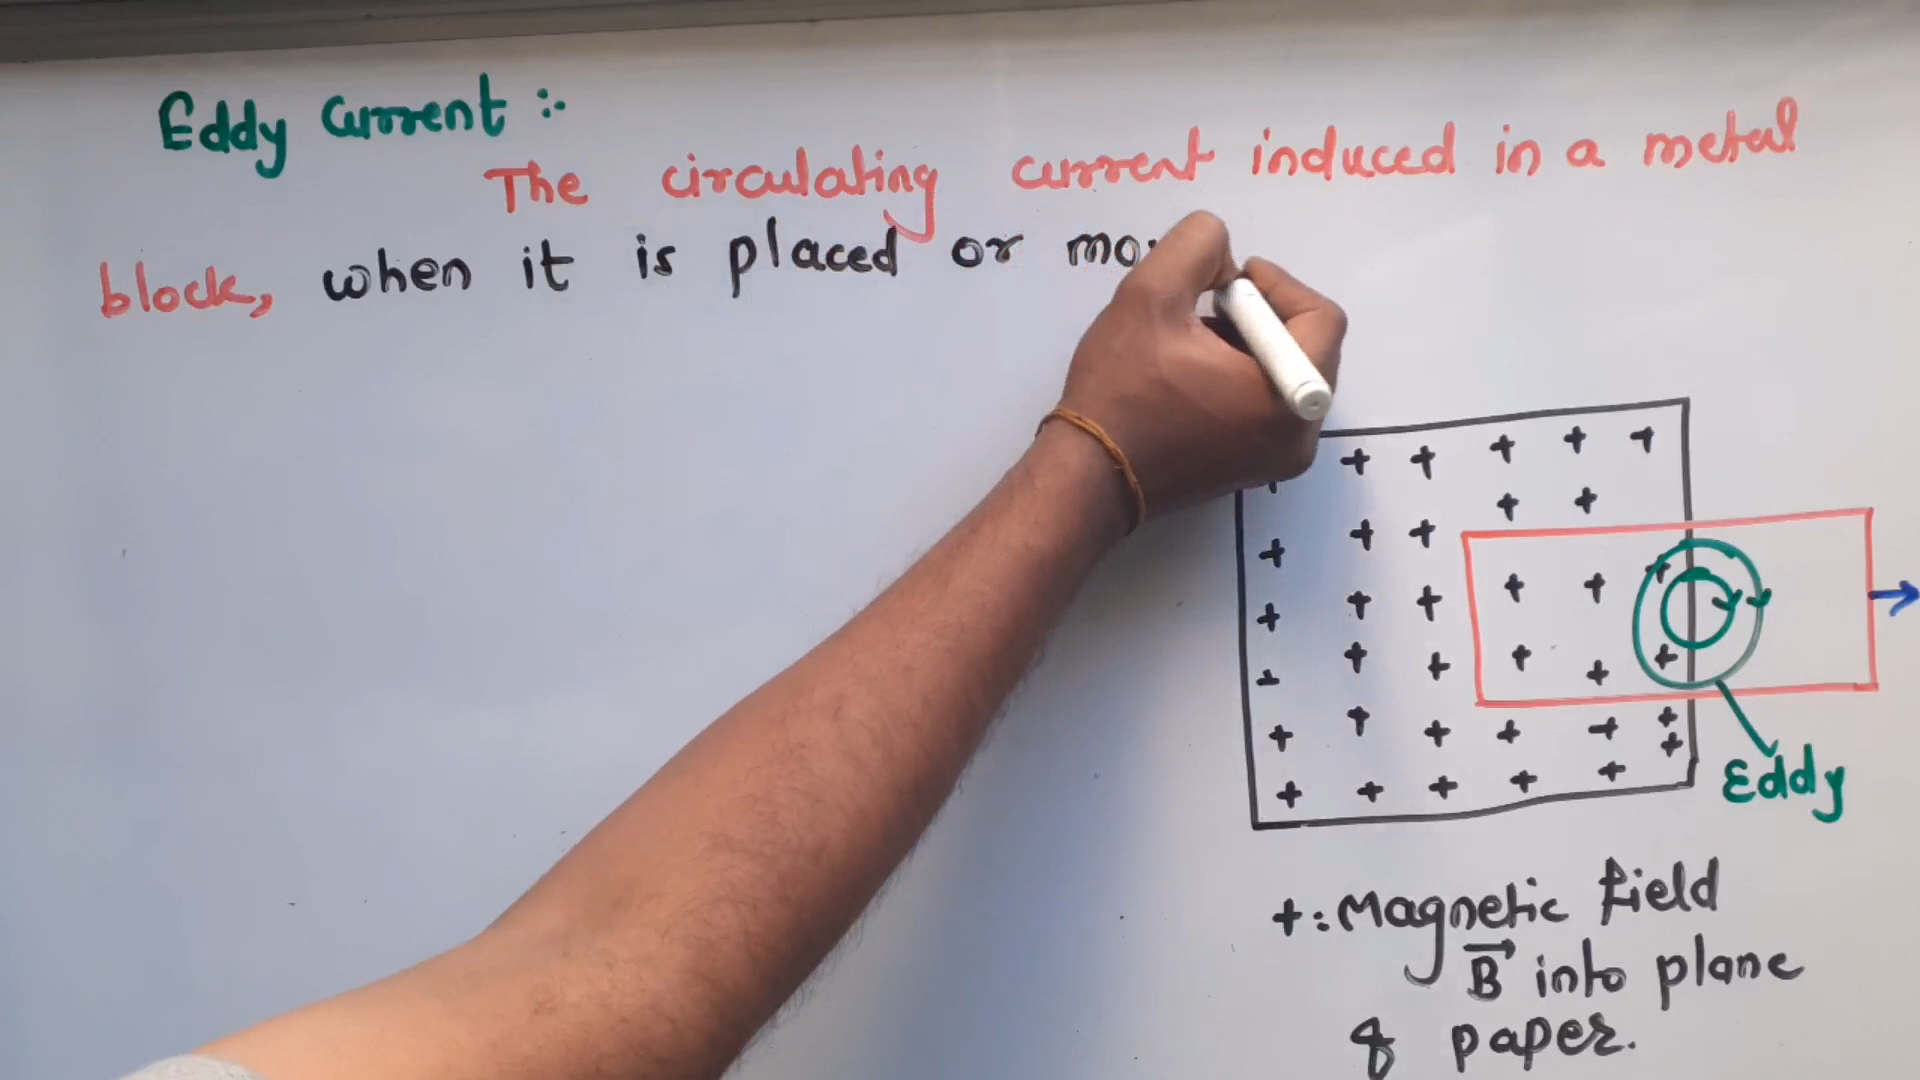 Eddy Current :-
The circulating current induced in a metal
block, when it is placed or
Eddy
+ : Magnetic field
B into plane
of paper.